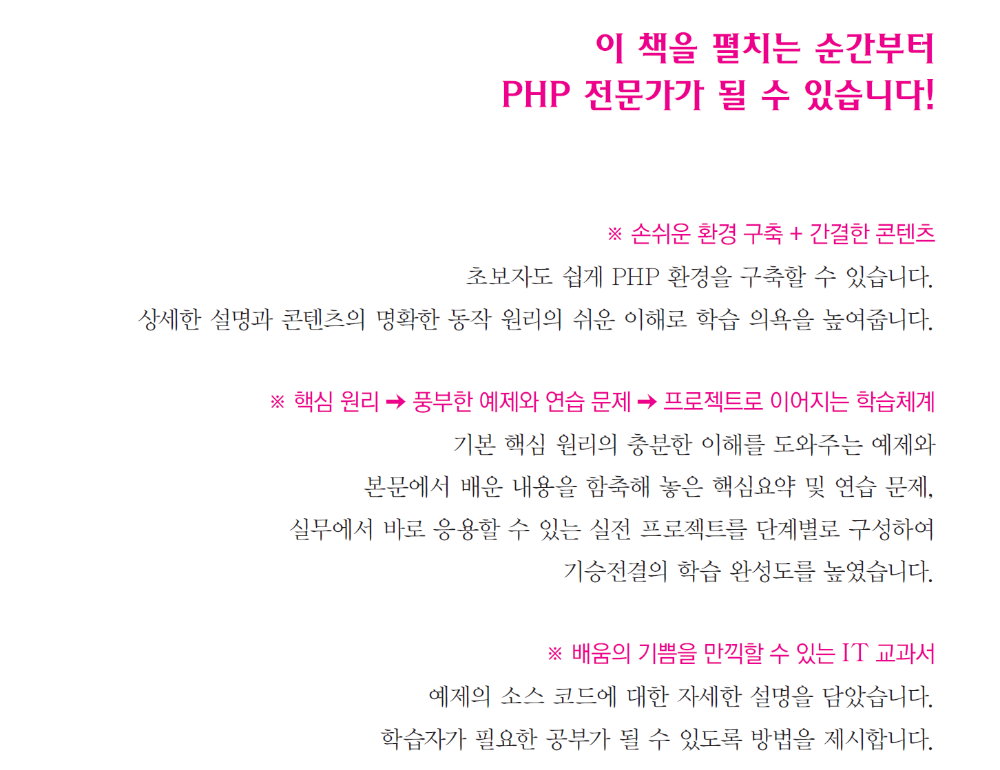 이 책을 펼치는 순간부터
PHP 전문가가 될 수 있습니다!
※ 손쉬운 환경 구축 + 간결한 콘텐츠
초보자도 쉽게 PHP 환경을 구축할 수 있습니다.
상세한 설명과 콘텐츠의 명확한 동작 원리의 쉬운 이해로 학습 의욕을 높여줍니다.
※ 핵심 원리 ➔ 풍부한 예제와 연습 문제 ➔ 프로젝트로 이어지는 학습체계
기본 핵심 원리의 충분한 이해를 도와주는 예제와
본문에서 배운 내용을 함축해 놓은 핵심요약 및 연습 문제,
실무에서 바로 응용할 수 있는 실전 프로젝트를 단계별로 구성하여
기승전결의 학습 완성도를 높였습니다.
※ 배움의 기쁨을 만끽할 수 있는 IT 교과서
예제의 소스 코드에 대한 자세한 설명을 담았습니다.
학습자가 필요한 공부가 될 수 있도록 방법을 제시합니다.